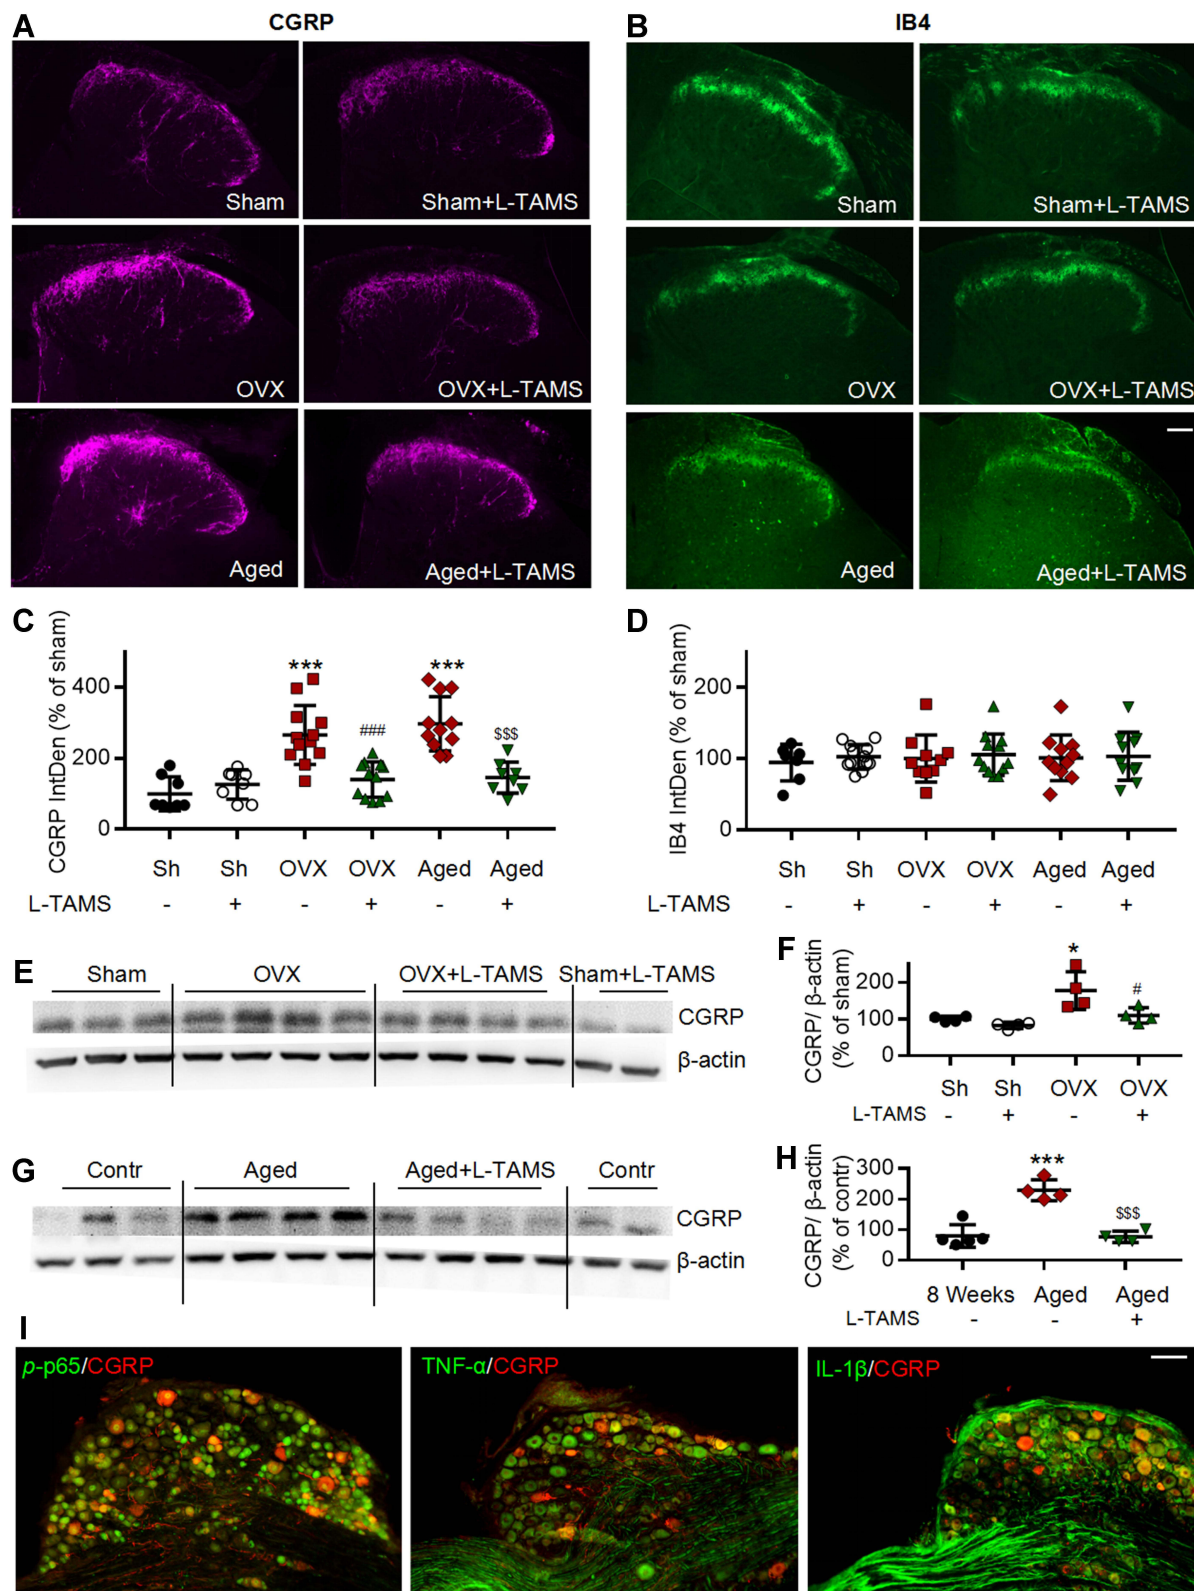 A CGRP
B IB4
Sham
Sham+L-TAMS
OVX
OVX+L-TAMS
Aged
Aged+L-TAMS
Sham
Sham+L-TAMS
OVX
OVX+L-TAMS
Aged
Aged+L-TAMS
C
CGRP IntDen (% of sham)
400
200
0
***
###
***
$$$
Sh Sh OVX OVX Aged Aged
L-TAMS - + - + - +
D
IB4 IntDen (% of sham)
200
100
0
Sh Sh OVX OVX Aged Aged
L-TAMS - + - + - +
E
Sham OVX OVX+L-TAMS Sham+L-TAMS
CGRP
β-actin
F
CGRP/ β-actin
(% of sham)
200
100
0
*
#
Sh Sh OVX OVX
L-TAMS - + - +
G
Contr Aged Aged+L-TAMS Contr
CGRP
β-actin
H
CGRP/ β-actin
(% of contr)
300
200
100
0
***
$$$
8 Weeks Aged Aged
L-TAMS - - +
I
p-p65/CGRP
TNF-α/CGRP
IL-1β/CGRP